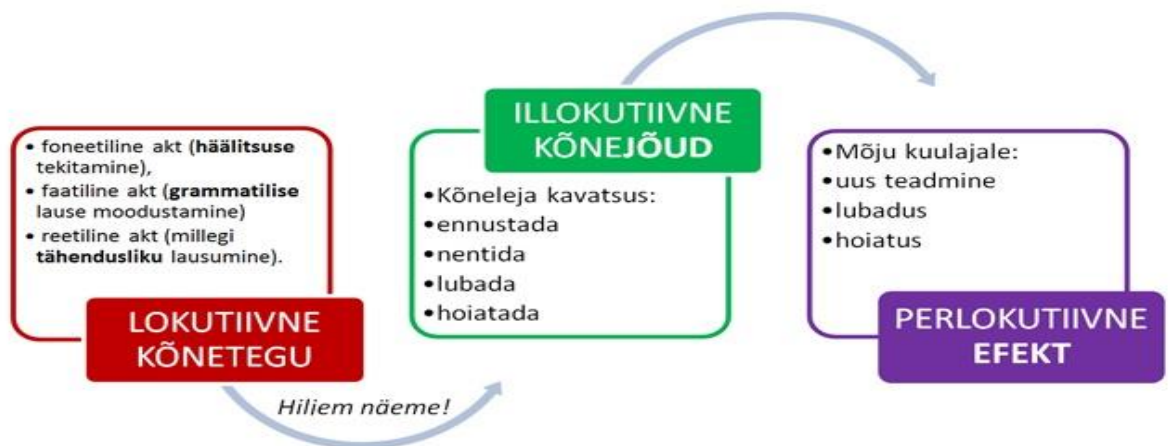 • foneetiline akt (häälitsuse
tekitamine),
• faatiline akt (grammatilise
lause moodustamine)
• reetiline akt (millegi
tähendusliku lausumine).
LOKUTIIVNE
KÕNETEGU
Hiljem näeme!
ILLOKUTIIVNE
KÕNEJÕUD
•Kõneleja kavatsus:
•ennustada
•nentida
•lubada
•hoiatada
•Mõju kuulajale:
•uus teadmine
•lubadus
•hoiatus
PERLOKUTIIVNE
EFEKT